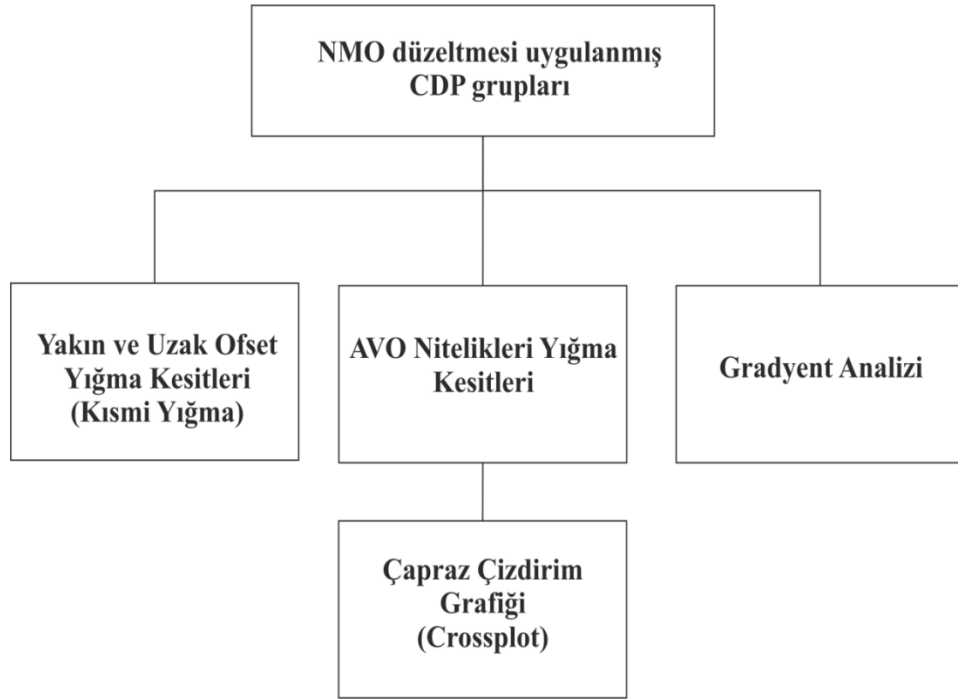 NMO düzeltmesi uygulanmış
CDP grupları
Yakın ve Uzak Ofset
Yığma Kesitleri
(Kısmi Yığma)
AVO Nitelikleri Yığma
Kesitleri
Gradyent Analizi
Çapraz Çizdirim
Grafiği
(Crossplot)